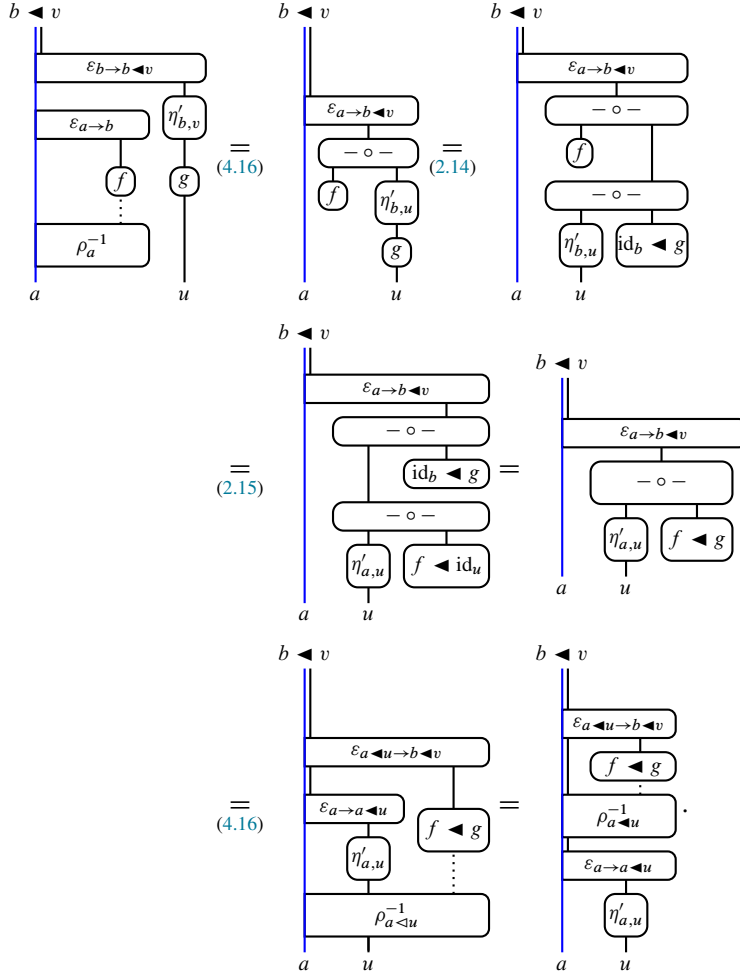 b ◄ v b ◄ v b ◄ v
ε_{b→b◄v} ε_{a→b◄v} ε_{a→b◄v}
ε_{a→b} η′_{b,v} = − ∘ − = − ∘ −
(4.16) (2.14)
f g f η′_{b,u} f
− ∘ −
ρ_a^{−1} g η′_{b,u} id_b ◄ g
a u a u a u
b ◄ v b ◄ v
ε_{a→b◄v}
− ∘ − ε_{a→b◄v}
= id_b ◄ g = − ∘ −
(2.15)
− ∘ −
η′_{a,u} f ◄ id_u η′_{a,u} f ◄ g
a u a u
b ◄ v b ◄ v
ε_{a◄u→b◄v} ε_{a◄u→b◄v}
f ◄ g
= ε_{a→a◄u} f ◄ g = ρ_{a◄u}^{−1} .
(4.16)
η′_{a,u} ε_{a→a◄u}
ρ_{a◁u}^{−1} η′_{a,u}
a u a u